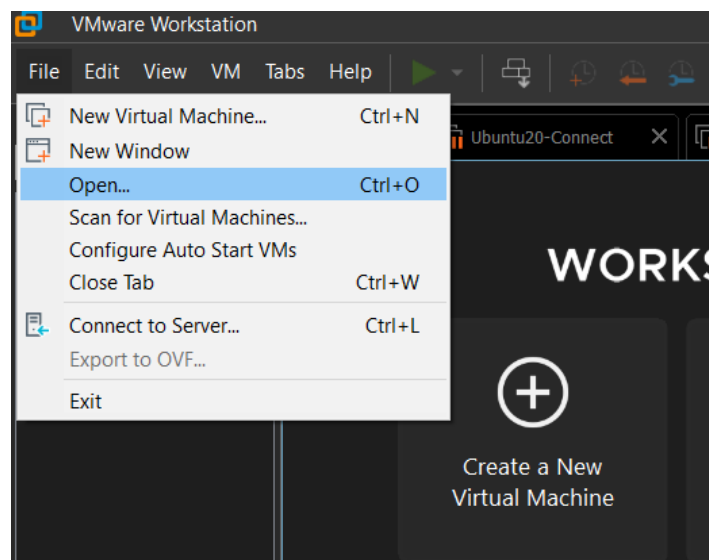 VMware Workstation
File Edit View VM Tabs Help
New Virtual Machine... Ctrl+N
New Window
Open... Ctrl+O
Scan for Virtual Machines...
Configure Auto Start VMs
Close Tab Ctrl+W
Connect to Server... Ctrl+L
Export to OVF...
Exit
Ubuntu20-Connect
WORKS
Create a New
Virtual Machine